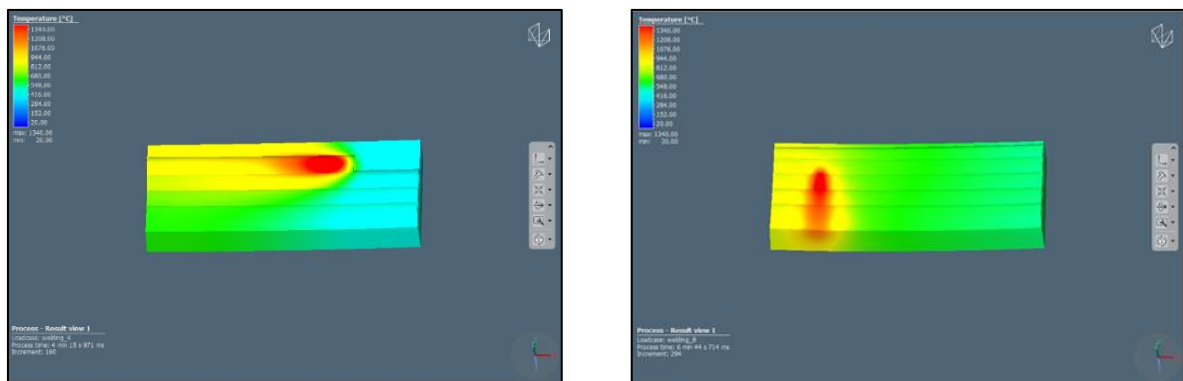 Temperature [°C]
1340.00
1208.00
1076.00
944.00
812.00
680.00
548.00
416.00
284.00
152.00
20.00
max: 1340.00
min: 20.00
Process - Result view 1
Loadcase: welding_4
Process time: 4 min 15 s 971 ms
Increment: 160
Temperature [°C]
1340.00
1208.00
1076.00
944.00
812.00
680.00
548.00
416.00
284.00
152.00
20.00
max: 1340.00
min: 20.00
Process - Result view 1
Loadcase: welding_8
Process time: 6 min 44 s 714 ms
Increment: 294